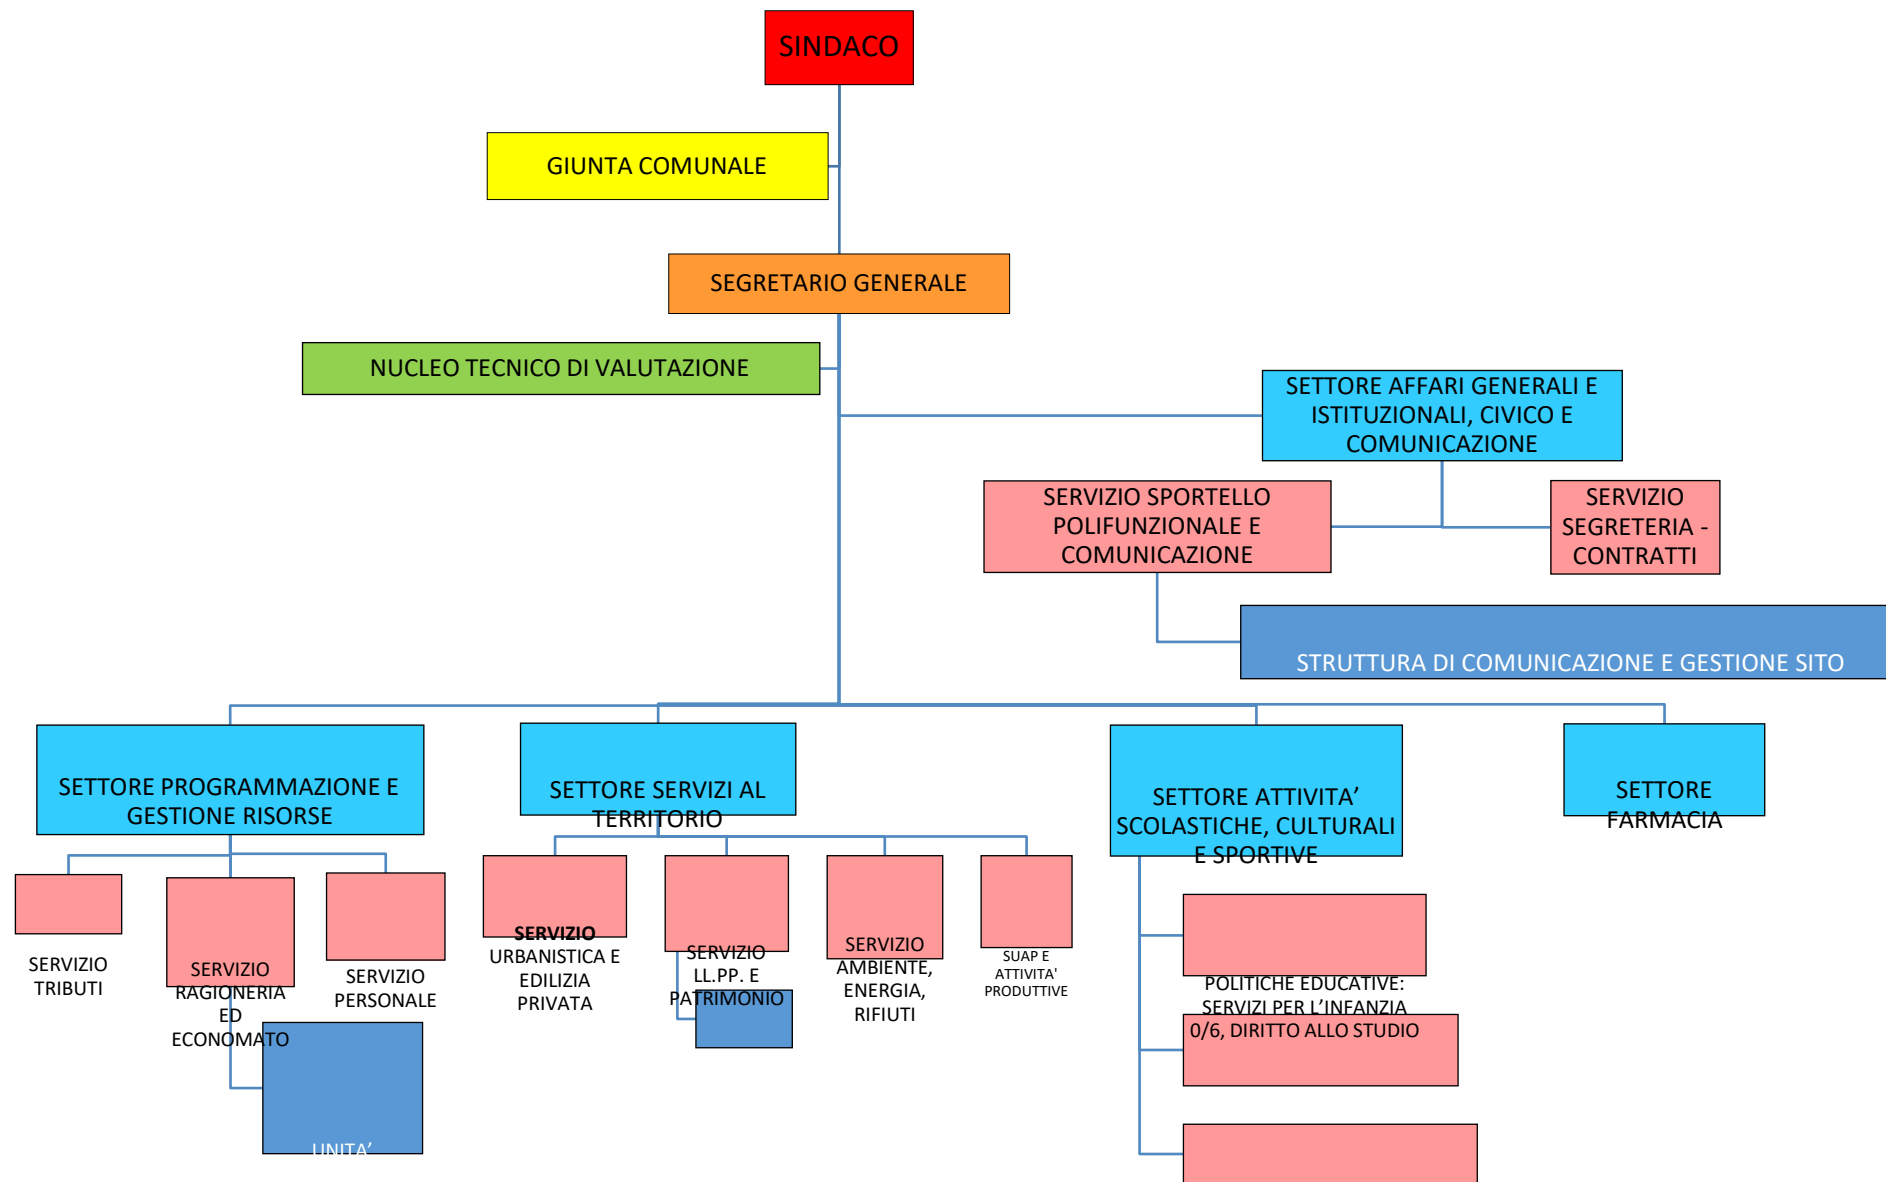 SINDACO
GIUNTA COMUNALE
SEGRETARIO GENERALE
NUCLEO TECNICO DI VALUTAZIONE
SETTORE AFFARI GENERALI E
ISTITUZIONALI, CIVICO E
COMUNICAZIONE
SERVIZIO SPORTELLO
POLIFUNZIONALE E
COMUNICAZIONE
SERVIZIO
SEGRETERIA -
CONTRATTI
STRUTTURA DI COMUNICAZIONE E GESTIONE SITO
SETTORE PROGRAMMAZIONE E
GESTIONE RISORSE
SETTORE SERVIZI AL
TERRITORIO
SETTORE ATTIVITA’
SCOLASTICHE, CULTURALI
E SPORTIVE
SETTORE
FARMACIA
SERVIZIO
TRIBUTI
SERVIZIO
RAGIONERIA
ED
ECONOMATO
SERVIZIO
PERSONALE
SERVIZIO
URBANISTICA E
EDILIZIA
PRIVATA
SERVIZIO
LL.PP. E
PATRIMONIO
SERVIZIO
AMBIENTE,
ENERGIA,
RIFIUTI
SUAP E
ATTIVITA'
PRODUTTIVE
POLITICHE EDUCATIVE:
SERVIZI PER L’INFANZIA
0/6, DIRITTO ALLO STUDIO
UNITA’